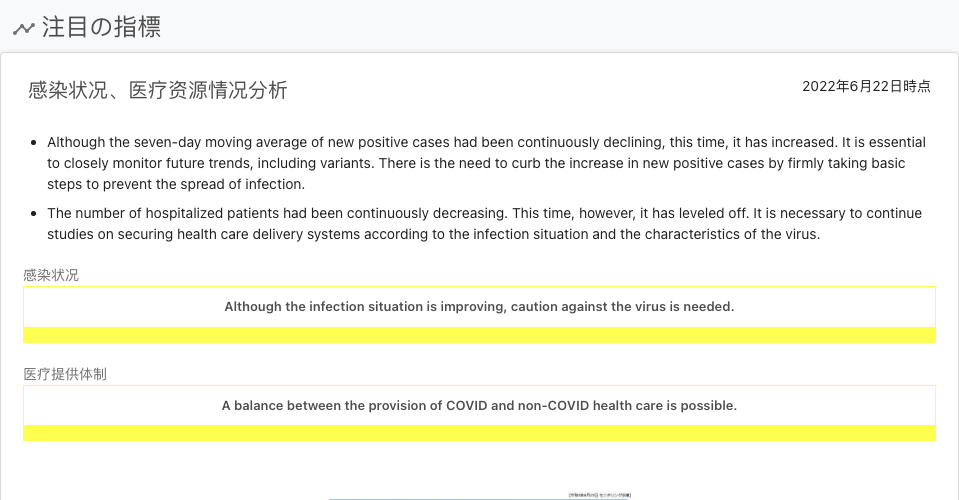 注目の指標
感染状况、医疗资源情况分析
2022年6月22日時点
Although the seven-day moving average of new positive cases had been continuously declining, this time, it has increased. It is essential
to closely monitor future trends, including variants. There is the need to curb the increase in new positive cases by firmly taking basic
steps to prevent the spread of infection.
The number of hospitalized patients had been continuously decreasing. This time, however, it has leveled off. It is necessary to continue
studies on securing health care delivery systems according to the infection situation and the characteristics of the virus.
感染状况
Although the infection situation is improving, caution against the virus is needed.
医疗提供体制
A balance between the provision of COVID and non-COVID health care is possible.